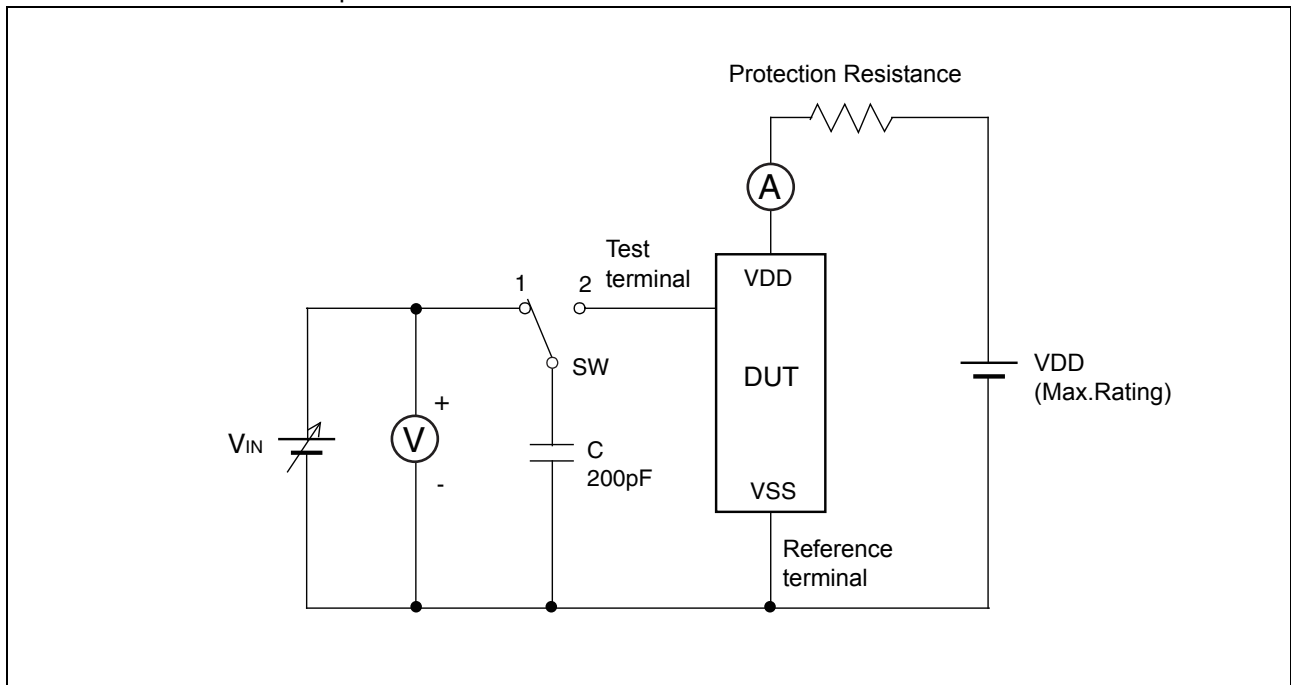 Protection Resistance
A
Test
terminal
VDD
1
2
SW
DUT
VDD
(Max.Rating)
VIN
+
V
-
C
200pF
VSS
Reference
terminal